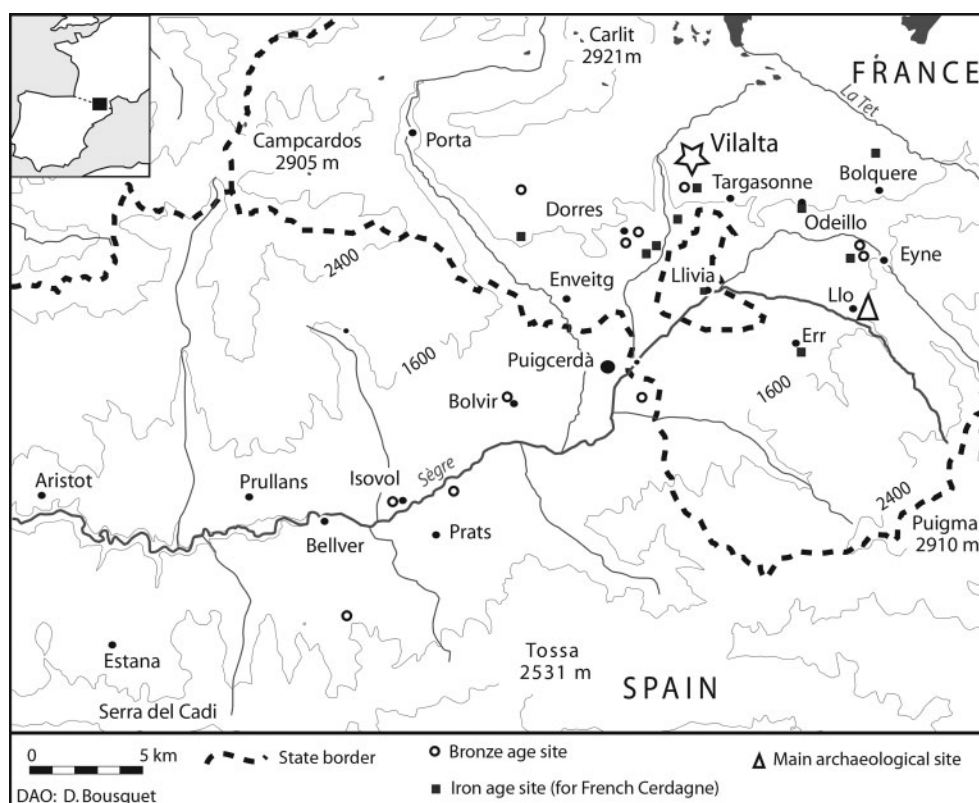 Carlit
2921m
FRANCE
La Tet
Campcardos
2905 m
Porta
Vilalta
Targasonne
Bolquere
Dorres
Odeillo
2400
Eyne
Enveitg
Llivia
Llo
Err
1600
Puigcerdà
1600
Bolvir
Sègre
Aristot
Prullans
Isovol
2400
Bellver
Prats
Puigmal
2910 m
Estana
Tossa
2531 m
SPAIN
Serra del Cadi
0 5 km
State border
Bronze age site
Main archaeological site
Iron age site (for French Cerdagne)
DAO: D. Bousquet